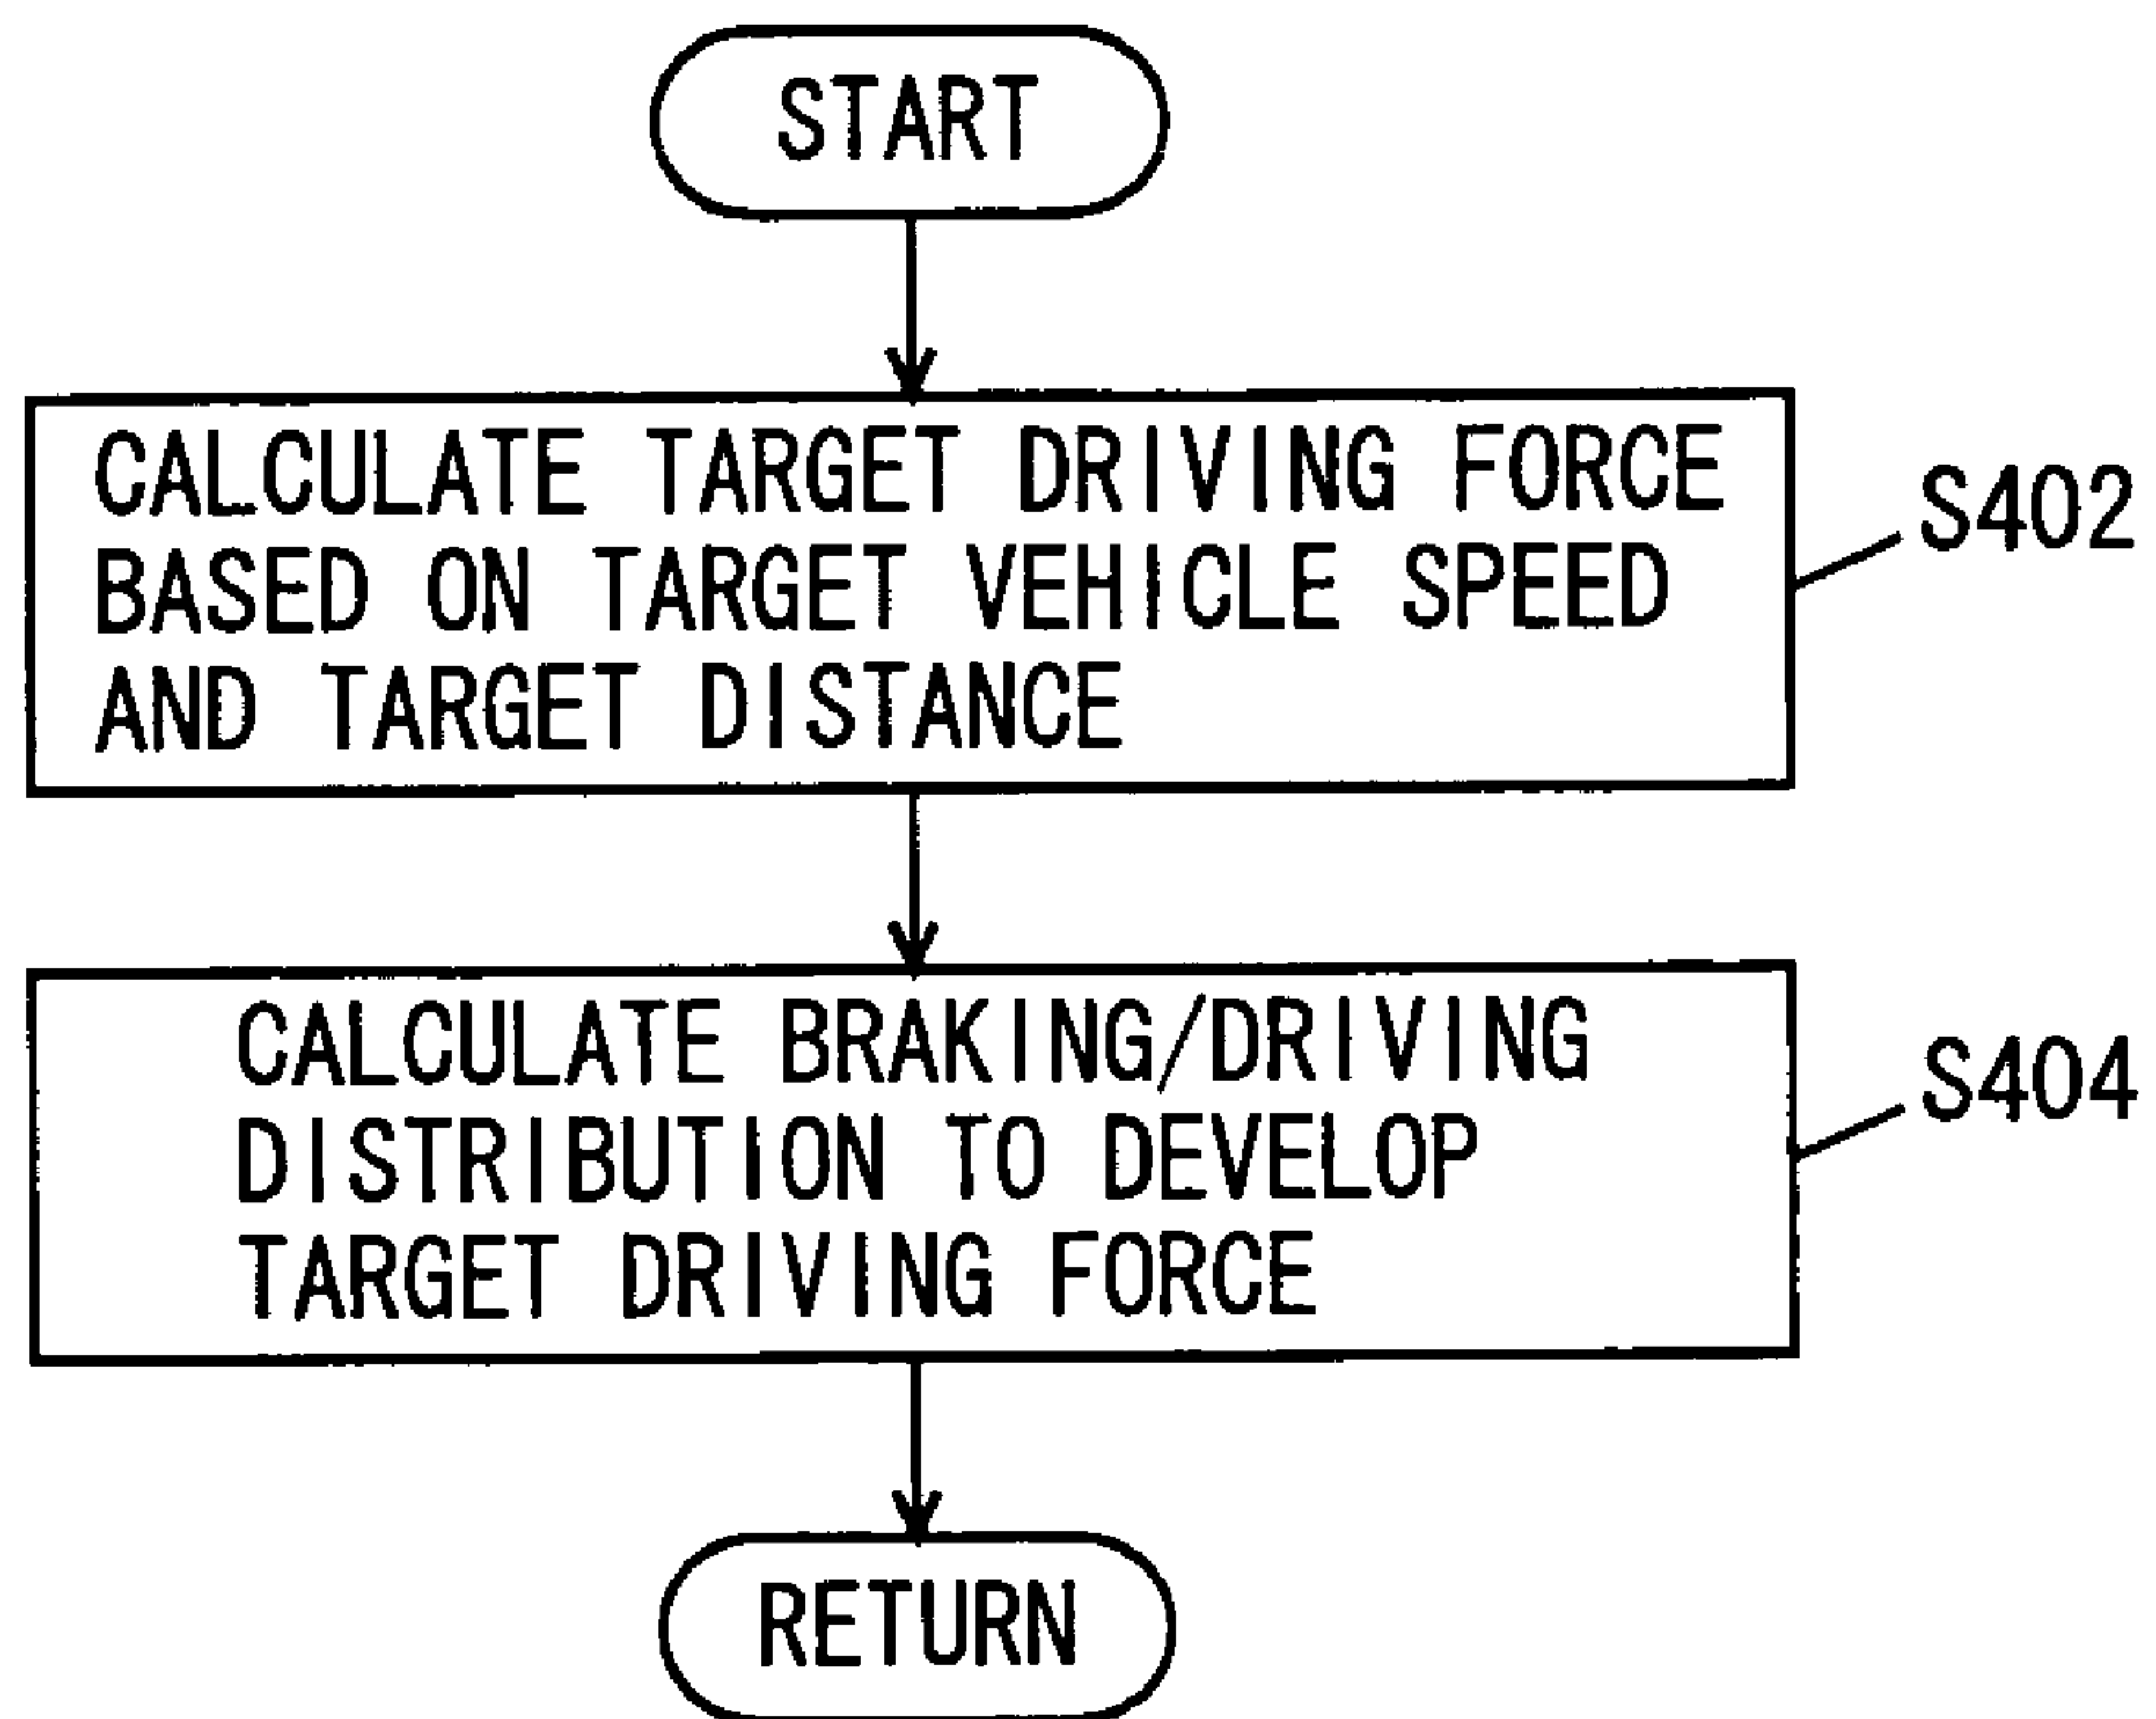 START
CALCULATE TARGET DRIVING FORCE
BASED ON TARGET VEHICLE SPEED
AND TARGET DISTANCE
S402
CALCULATE BRAKING/DRIVING
DISTRIBUTION TO DEVELOP
TARGET DRIVING FORCE
S404
RETURN